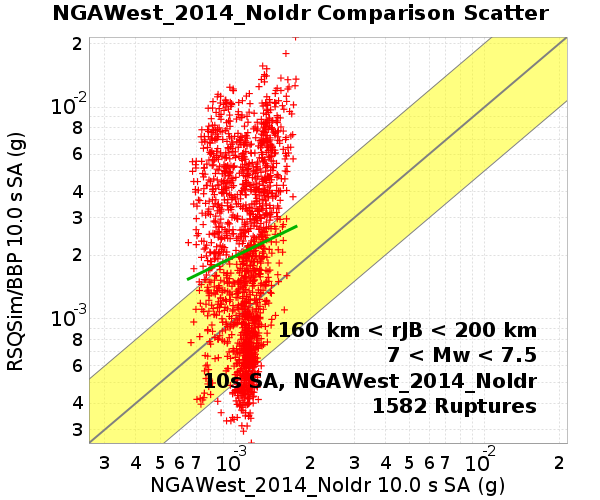 NGAWest_2014_NoIdr Comparison Scatter
RSQSim/BBP 10.0 s SA (g)
2
10-2
8
6
4
3
2
10-3
8
6
4
3
160 km < rJB < 200 km
7 < Mw < 7.5
10s SA, NGAWest_2014_NoIdr
1582 Ruptures
3 4 5 6 7 10-3 2 3 4 5 6 7 10-2 2
NGAWest_2014_NoIdr 10.0 s SA (g)